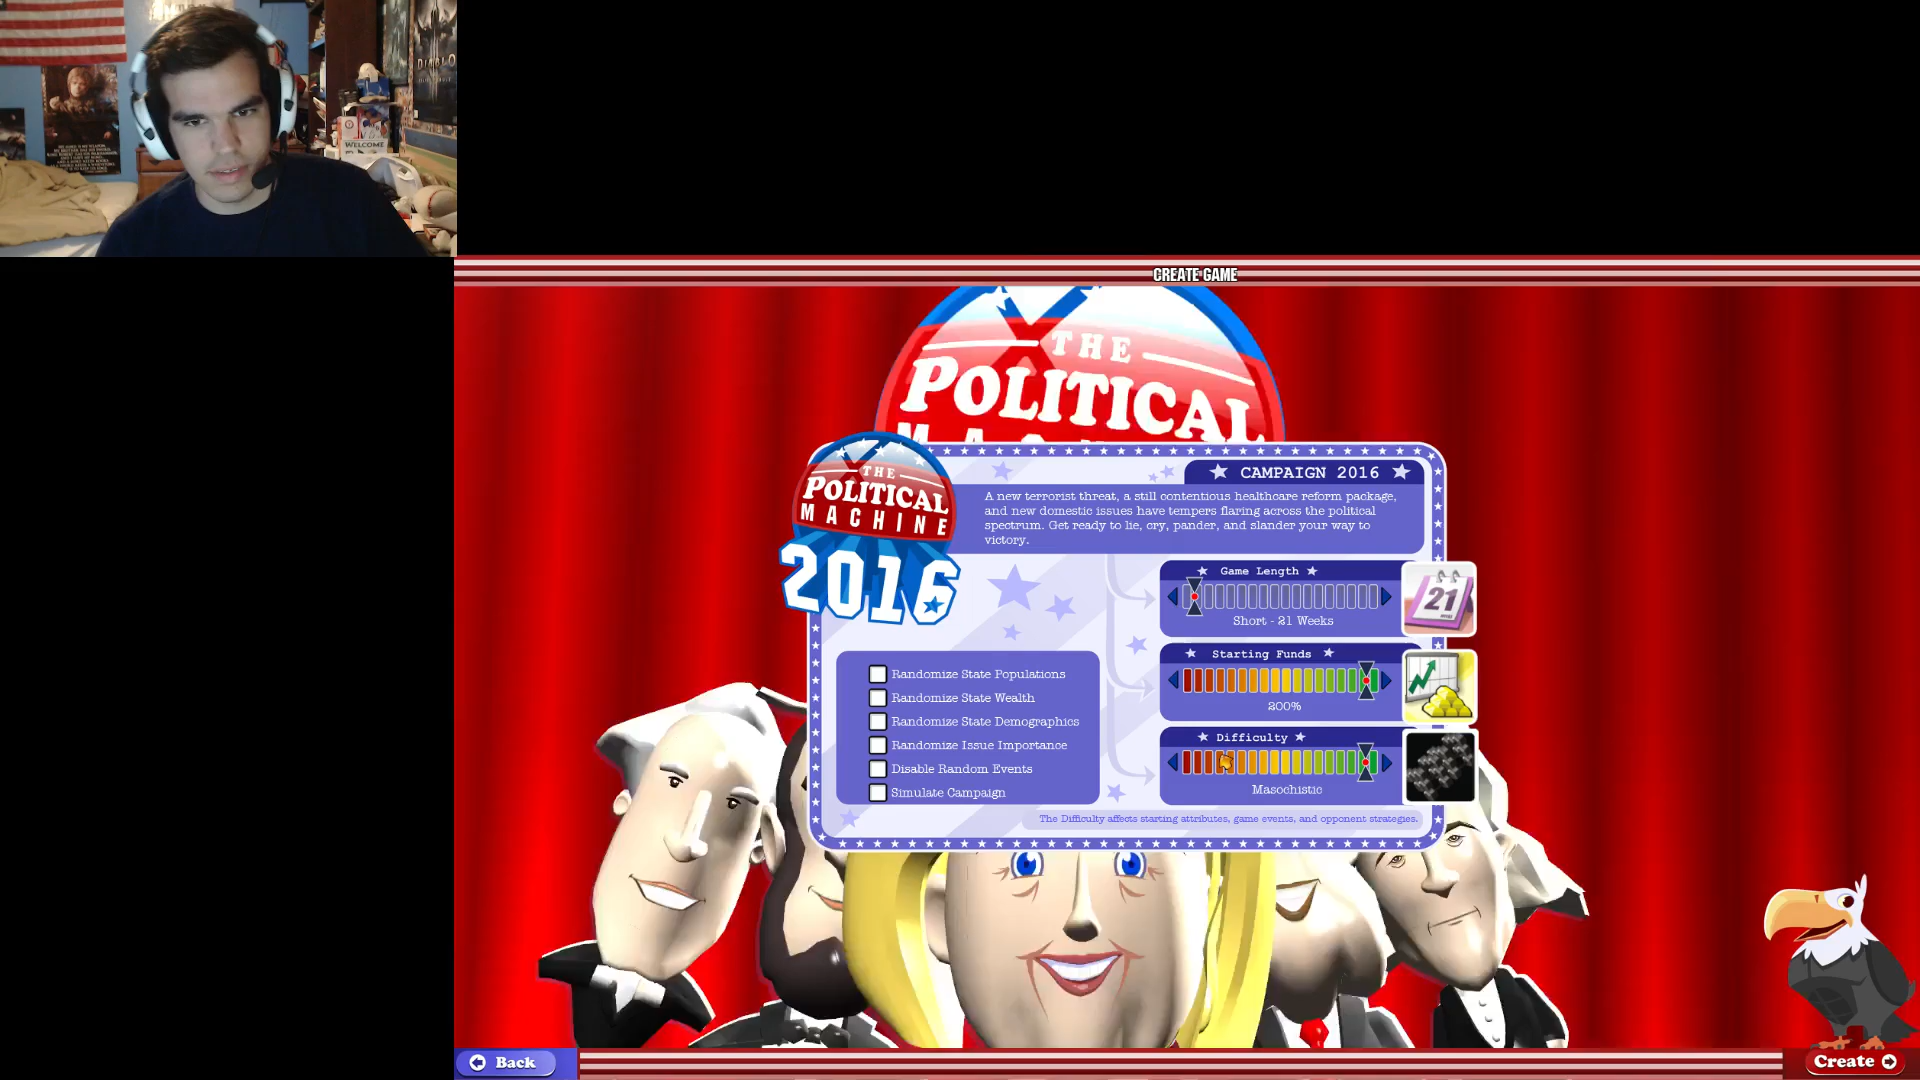 DIABLO
WELCOME
CREATE GAME
THE
POLITICAL
THE
POLITICAL
MACHINE
2016
CAMPAIGN 2016
A new terrorist threat, a still contentious healthcare reform package,
and new domestic issues have tempers flaring across the political
spectrum. Get ready to lie, cry, pander, and slander your way to
victory.
Game Length
21
Short - 21 Weeks
Starting Funds
200%
Difficulty
Masochistic
Randomize State Populations
Randomize State Wealth
Randomize State Demographics
Randomize Issue Importance
Disable Random Events
Simulate Campaign
The Difficulty affects starting attributes, game events, and opponent strategies.
Back
Create